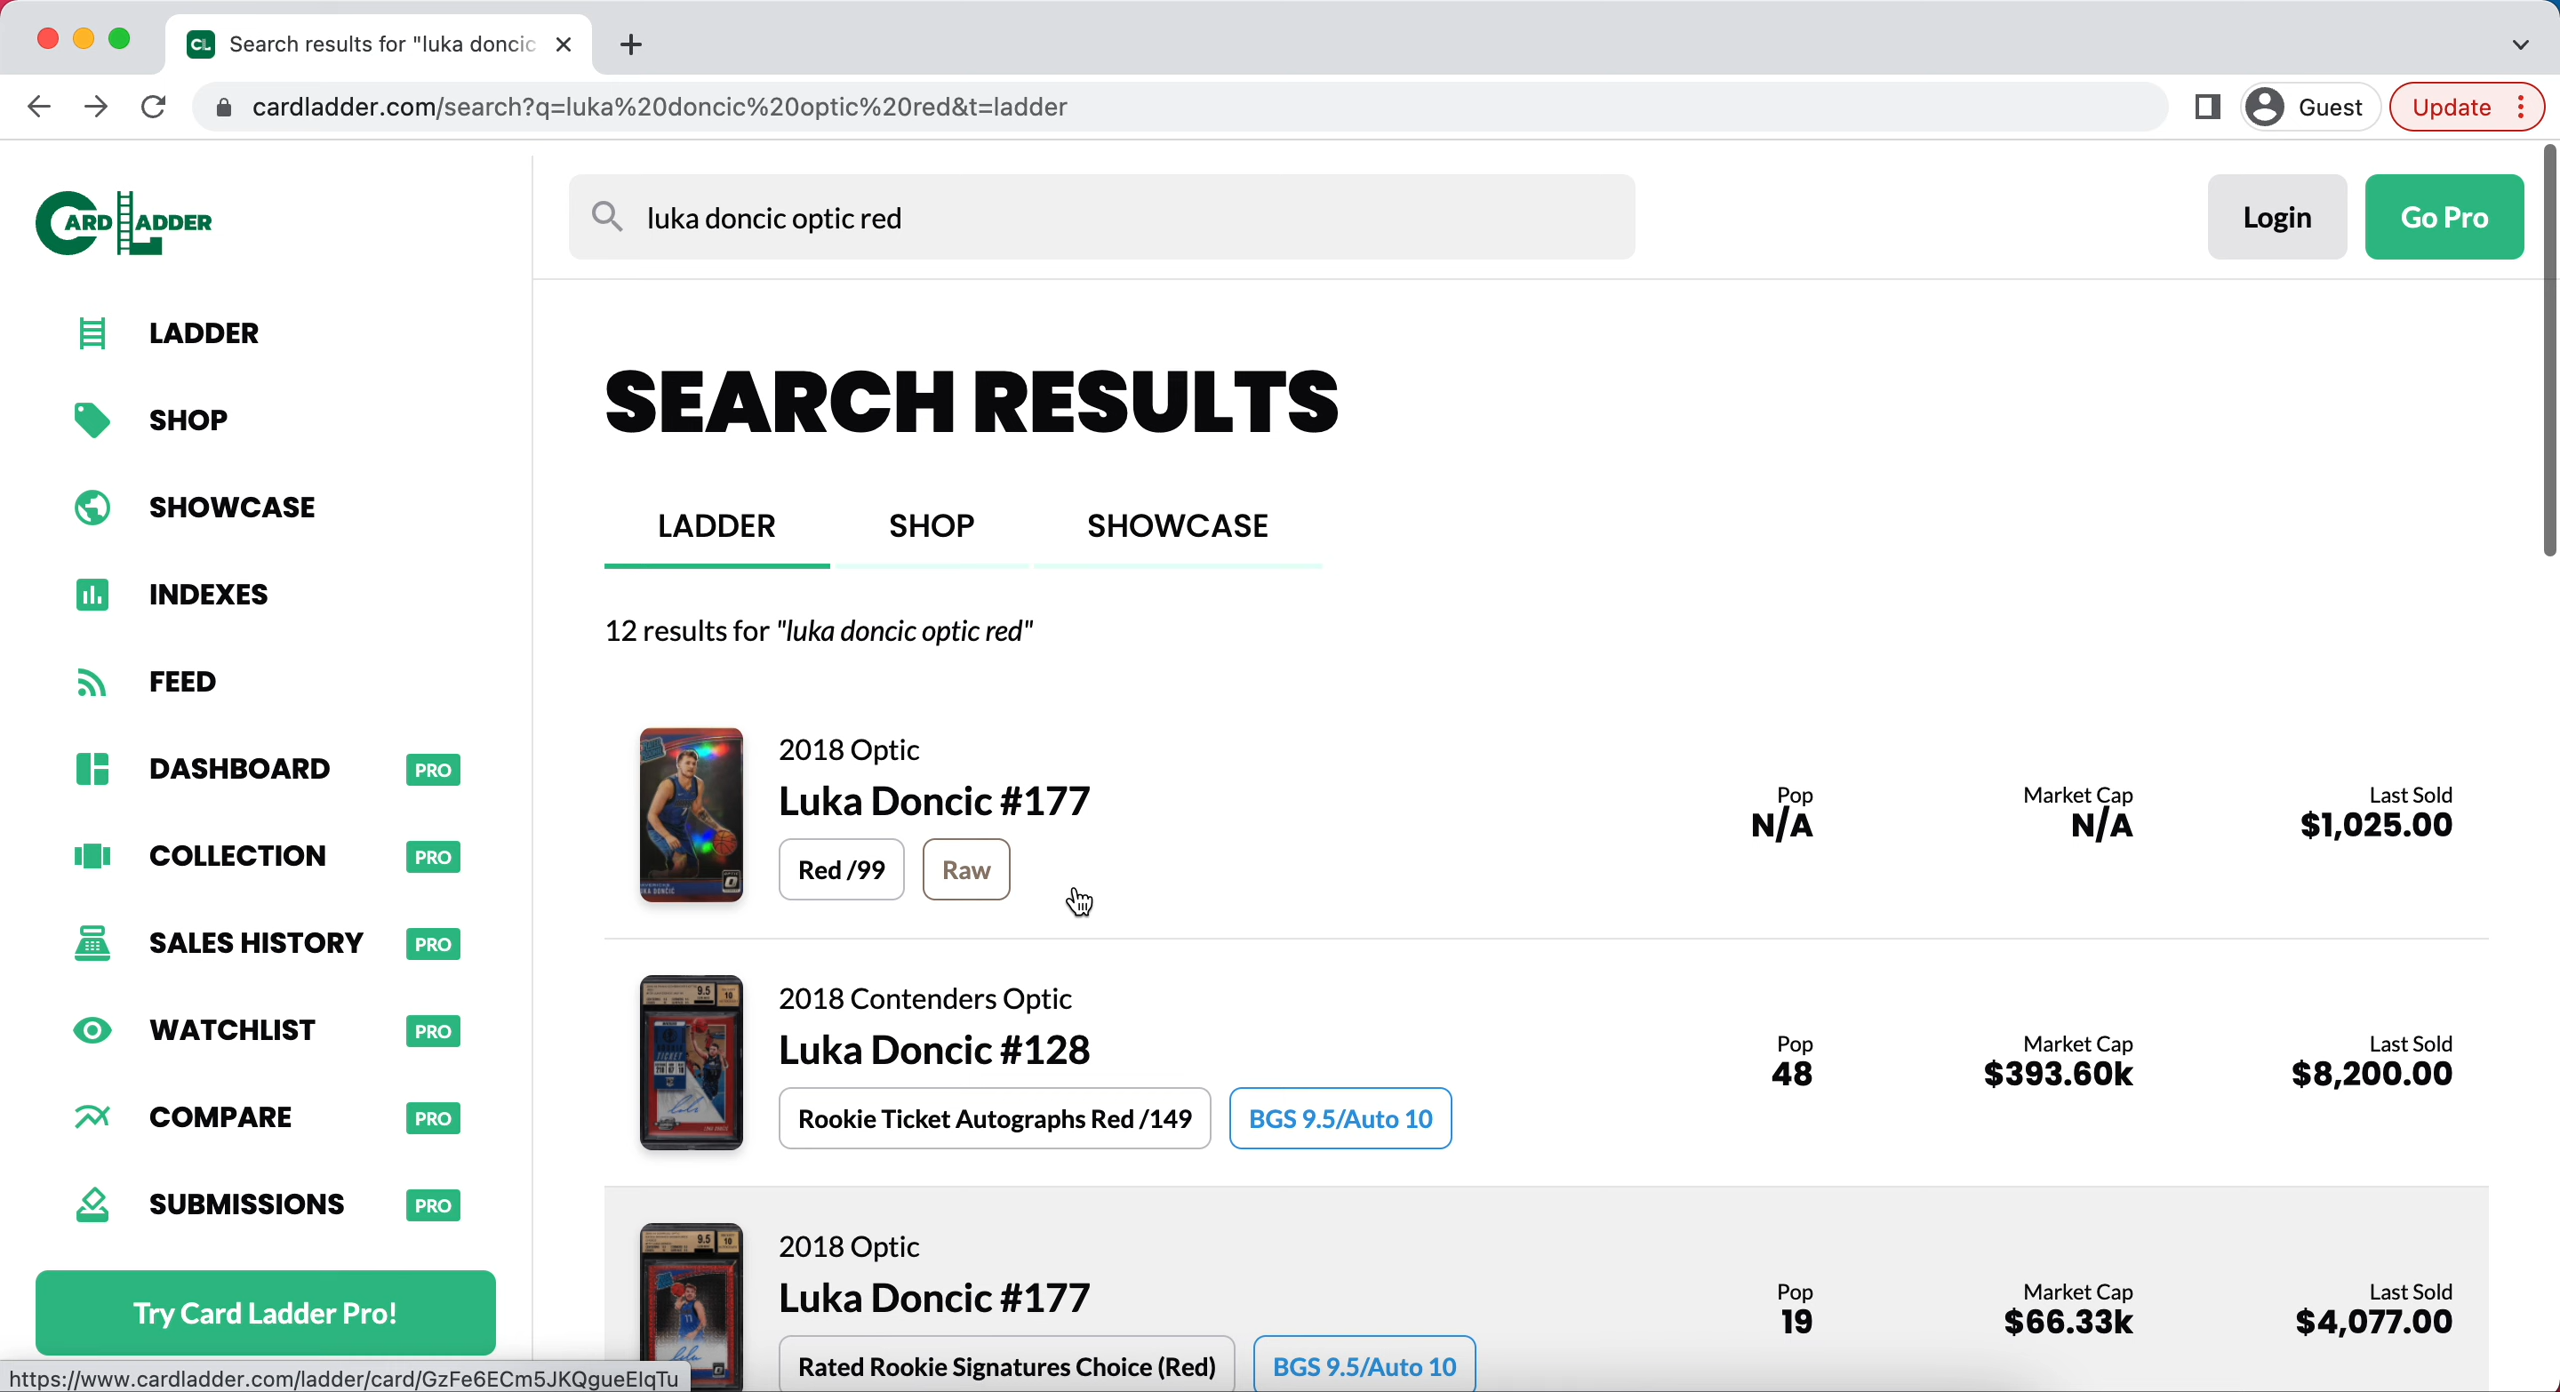 Search results for "luka doncic
cardladder.com/search?q=luka%20doncic%20optic%20red&t=ladder
Guest
Update
CARD LADDER
luka doncic optic red
Login
Go Pro
LADDER
SHOP
SHOWCASE
INDEXES
FEED
DASHBOARD PRO
COLLECTION PRO
SALES HISTORY PRO
WATCHLIST PRO
COMPARE PRO
SUBMISSIONS PRO
Try Card Ladder Pro!
https://www.cardladder.com/ladder/card/GzFe6ECm5JKQgueElqTu
SEARCH RESULTS
LADDER SHOP SHOWCASE
12 results for "luka doncic optic red"
2018 Optic
Luka Doncic #177
Red /99 Raw
Pop Market Cap Last Sold
N/A N/A $1,025.00
2018 Contenders Optic
Luka Doncic #128
Rookie Ticket Autographs Red /149 BGS 9.5/Auto 10
Pop Market Cap Last Sold
48 $393.60k $8,200.00
2018 Optic
Luka Doncic #177
Rated Rookie Signatures Choice (Red) BGS 9.5/Auto 10
Pop Market Cap Last Sold
19 $66.33k $4,077.00